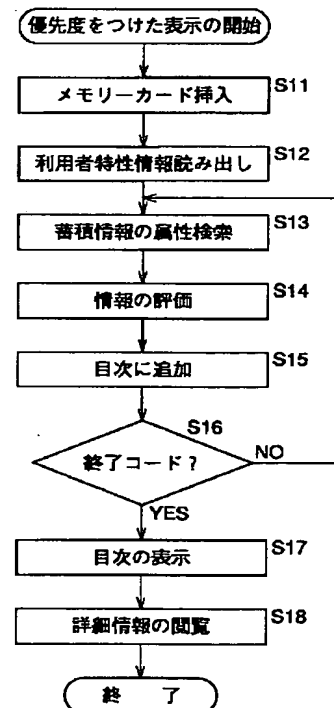 優先度をつけた表示の開始
メモリーカード挿入 S11
利用者特性情報読み出し S12
蓄積情報の属性検索 S13
情報の評価 S14
目次に追加 S15
S16
終了コード? NO
YES
目次の表示 S17
詳細情報の閲覧 S18
終 了